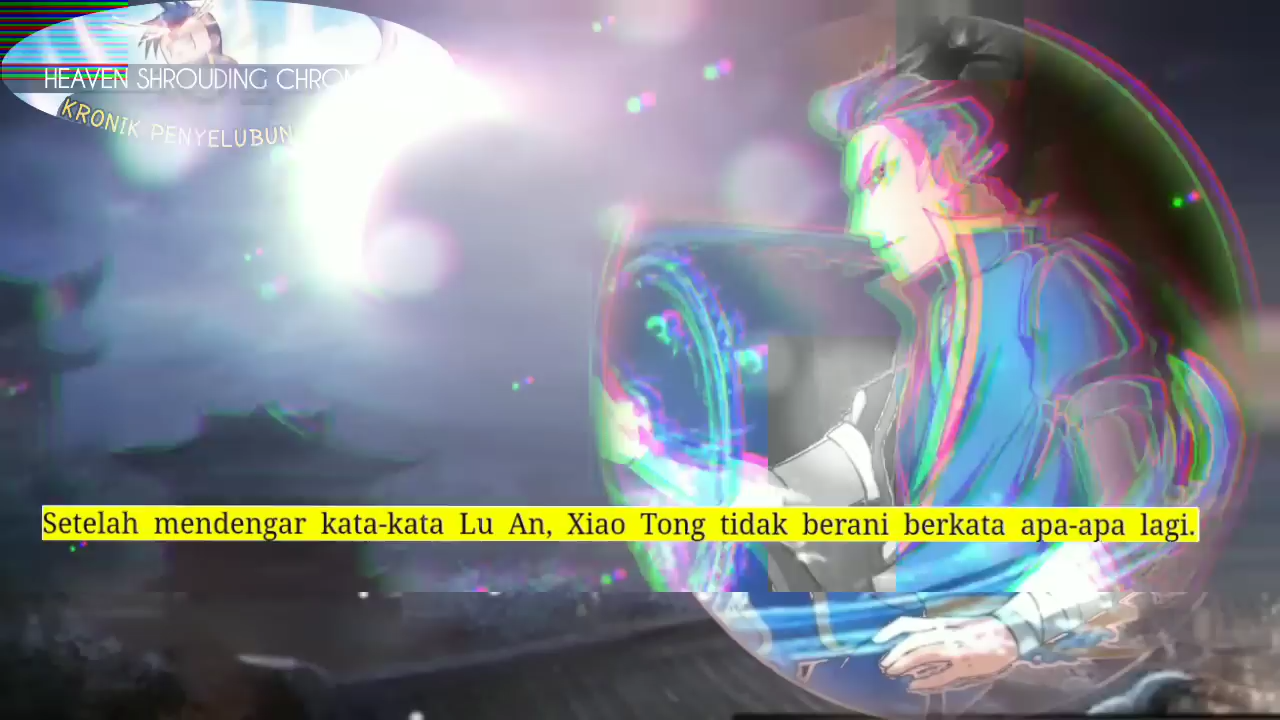 HEAVEN SHROUDING CHRON
KRONIK PENYELUBUN
Setelah mendengar kata-kata Lu An, Xiao Tong tidak berani berkata apa-apa lagi.